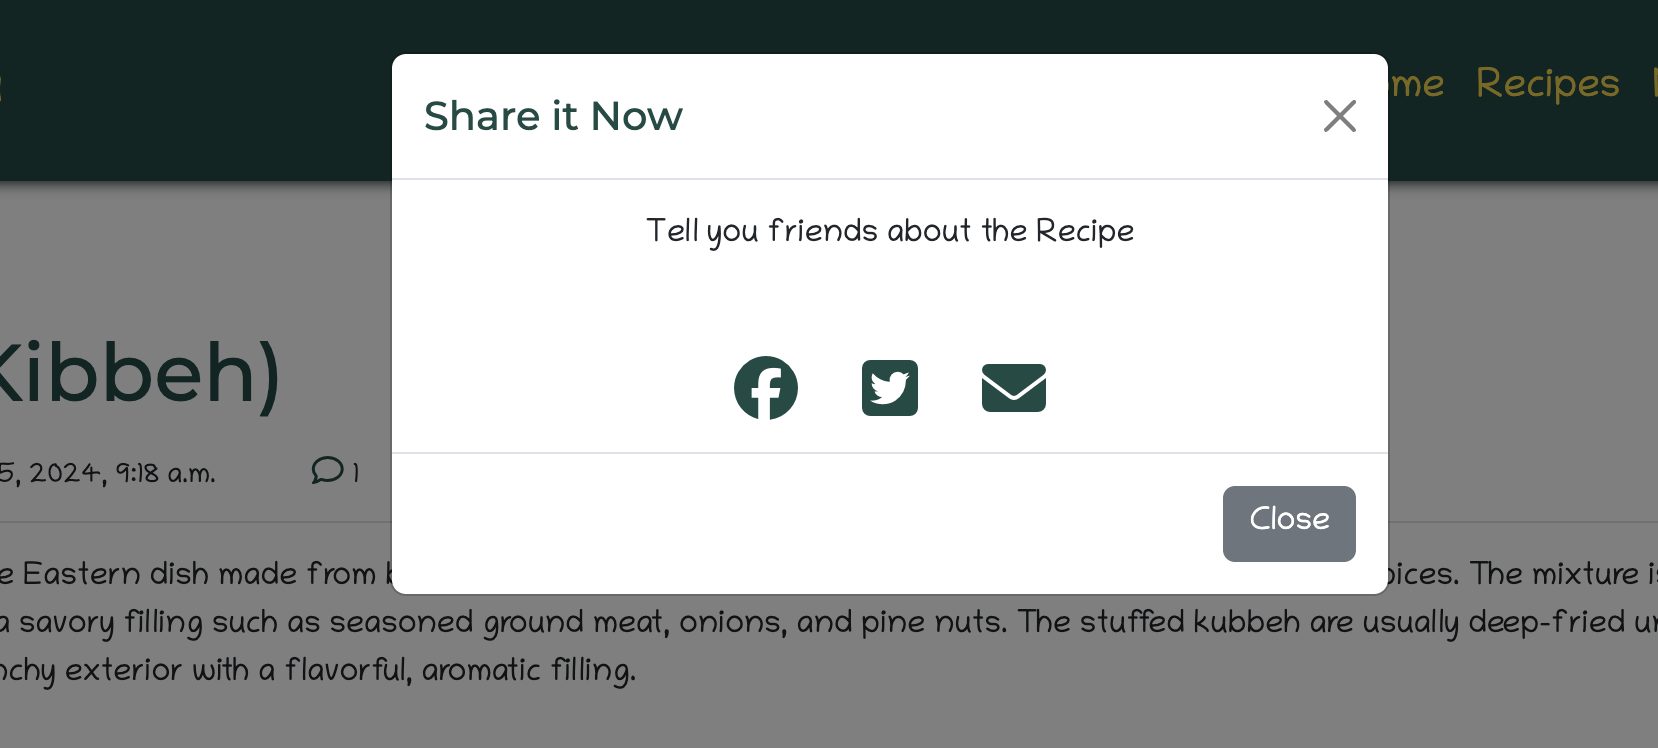 ome Recipes
Share it Now
Tell you friends about the Recipe
Kibbeh)
5, 2024, 9:18 a.m. 1
Close
e Eastern dish made from pices. The mixture is
a savory filling such as seasoned ground meat, onions, and pine nuts. The stuffed kubbeh are usually deep-fried
nchy exterior with a flavorful, aromatic filling.